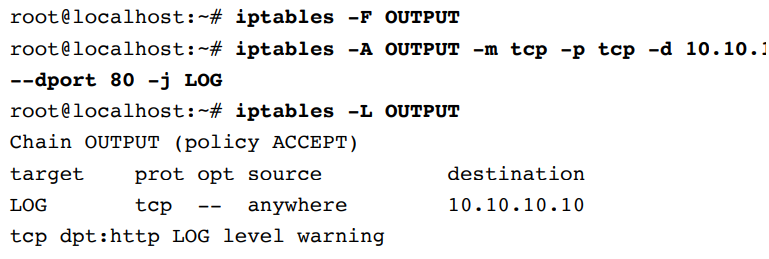 root@localhost:~# iptables -F OUTPUT
root@localhost:~# iptables -A OUTPUT -m tcp -p tcp -d 10.10.1
--dport 80 -j LOG
root@localhost:~# iptables -L OUTPUT
Chain OUTPUT (policy ACCEPT)
target prot opt source destination
LOG tcp -- anywhere 10.10.10.10
tcp dpt:http LOG level warning